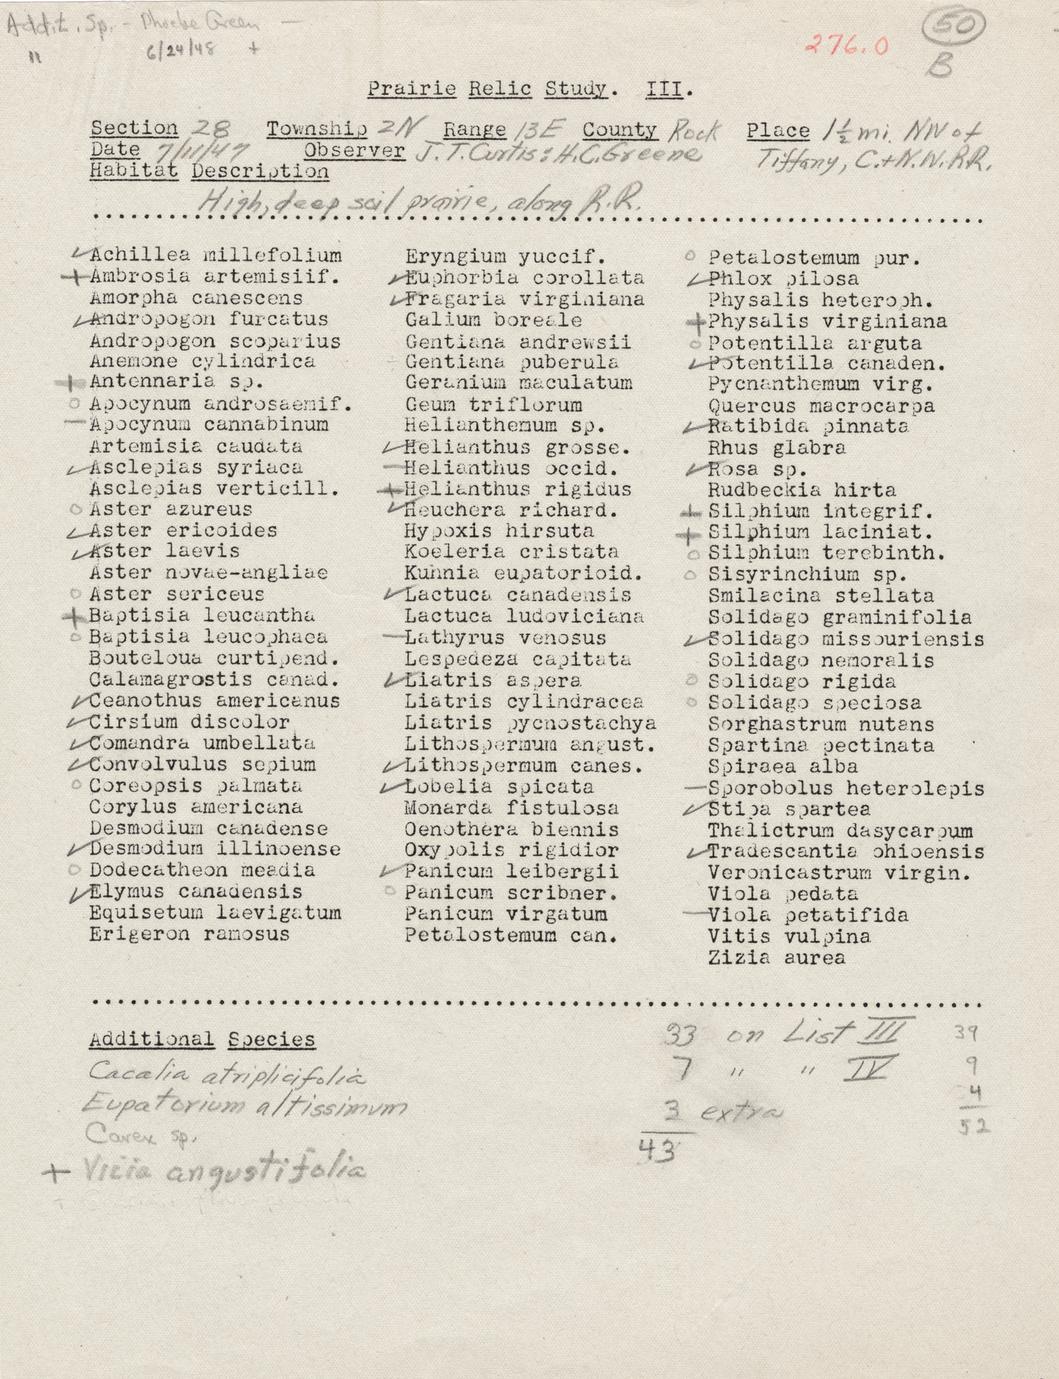 Addit. Sp. - Phoebe Green —
" 6/24/48 +
276.0
50
B
Prairie Relic Study. III.
Section 28 Township 2N Range 13E County Rock Place 1½ mi. NW of
Date 7/11/47 Observer J.T. Curtis : H.C. Greene Tiffany, C.+N.W.RR.
Habitat Description
High, deep soil prairie, along R.R.
✓Achillea millefolium
+Ambrosia artemisiif.
Amorpha canescens
✓Andropogon furcatus
Andropogon scoparius
Anemone cylindrica
+Antennaria sp.
o Apocynum androsaemif.
—Apocynum cannabinum
Artemisia caudata
✓Asclepias syriaca
Asclepias verticill.
o Aster azureus
✓Aster ericoides
✓Aster laevis
Aster novae-angliae
o Aster sericeus
+Baptisia leucantha
o Baptisia leucophaea
Bouteloua curtipend.
Calamagrostis canad.
✓Ceanothus americanus
✓Cirsium discolor
✓Comandra umbellata
✓Convolvulus sepium
o Coreopsis palmata
Corylus americana
Desmodium canadense
✓Desmodium illinoense
o Dodecatheon meadia
✓Elymus canadensis
Equisetum laevigatum
Erigeron ramosus
Eryngium yuccif.
✓Euphorbia corollata
✓Fragaria virginiana
Galium boreale
Gentiana andrewsii
Gentiana puberula
Geranium maculatum
Geum triflorum
Helianthemum sp.
✓Helianthus grosse.
—Helianthus occid.
+Helianthus rigidus
✓Heuchera richard.
Hypoxis hirsuta
Koeleria cristata
Kuhnia eupatorioid.
✓Lactuca canadensis
Lactuca ludoviciana
—Lathyrus venosus
Lespedeza capitata
✓Liatris aspera
Liatris cylindracea
Liatris pycnostachya
Lithospermum angust.
✓Lithospermum canes.
✓Lobelia spicata
Monarda fistulosa
Oenothera biennis
Oxypolis rigidior
✓Panicum leibergii
o Panicum scribner.
Panicum virgatum
Petalostemum can.
o Petalostemum pur.
✓Phlox pilosa
Physalis heteroph.
+Physalis virginiana
o Potentilla arguta
✓Potentilla canaden.
Pycnanthemum virg.
Quercus macrocarpa
✓Ratibida pinnata
Rhus glabra
✓Rosa sp.
Rudbeckia hirta
+Silphium integrif.
+Silphium laciniat.
o Silphium terebinth.
o Sisyrinchium sp.
Smilacina stellata
Solidago graminifolia
✓Solidago missouriensis
Solidago nemoralis
o Solidago rigida
o Solidago speciosa
Sorghastrum nutans
Spartina pectinata
Spiraea alba
—Sporobolus heterolepis
✓Stipa spartea
Thalictrum dasycarpum
✓Tradescantia ohioensis
Veronicastrum virgin.
Viola pedata
—Viola petatifida
Vitis vulpina
Zizia aurea
Additional Species
Cacalia atriplicifolia
Eupatorium altissimum
Carex sp.
+ Vicia angustifolia
33 on List III 39
7 " " IV 9
3 extra 4
43 52